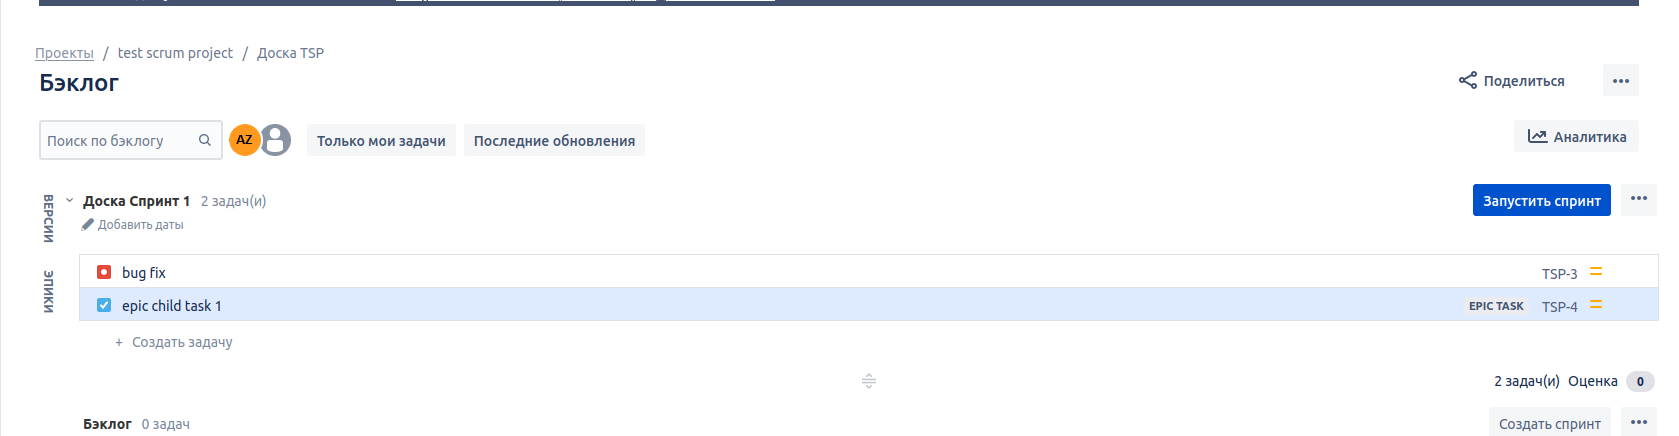 Проекты / test scrum project / Доска TSP
Бэклог
Поделиться
Поиск по бэклогу
AZ
Только мои задачи
Последние обновления
Аналитика
ВЕРСИИ
Доска Спринт 1 2 задач(и)
Запустить спринт
Добавить даты
ЭПИКИ
bug fix TSP-3
epic child task 1 EPIC TASK TSP-4
+ Создать задачу
2 задач(и) Оценка 0
Бэклог 0 задач
Создать спринт